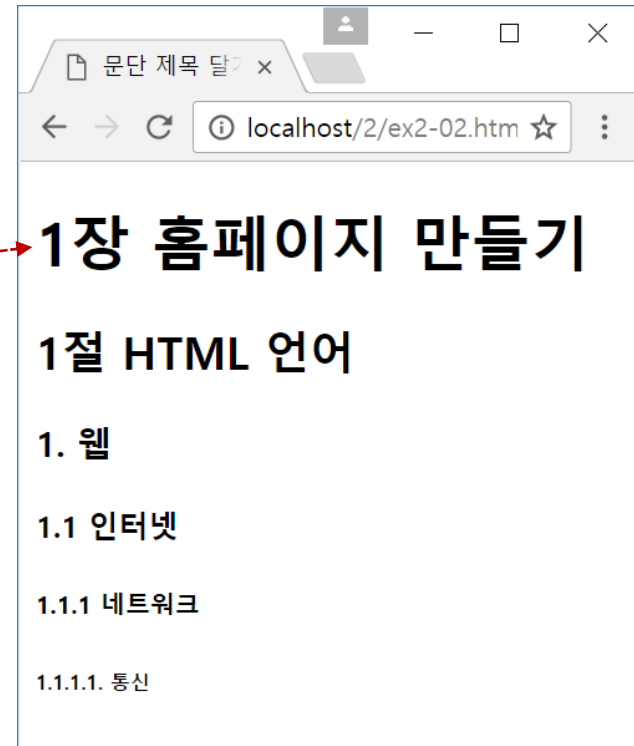 문단 제목 달
localhost/2/ex2-02.htm
1장 홈페이지 만들기
1절 HTML 언어
1. 웹
1.1 인터넷
1.1.1 네트워크
1.1.1.1. 통신